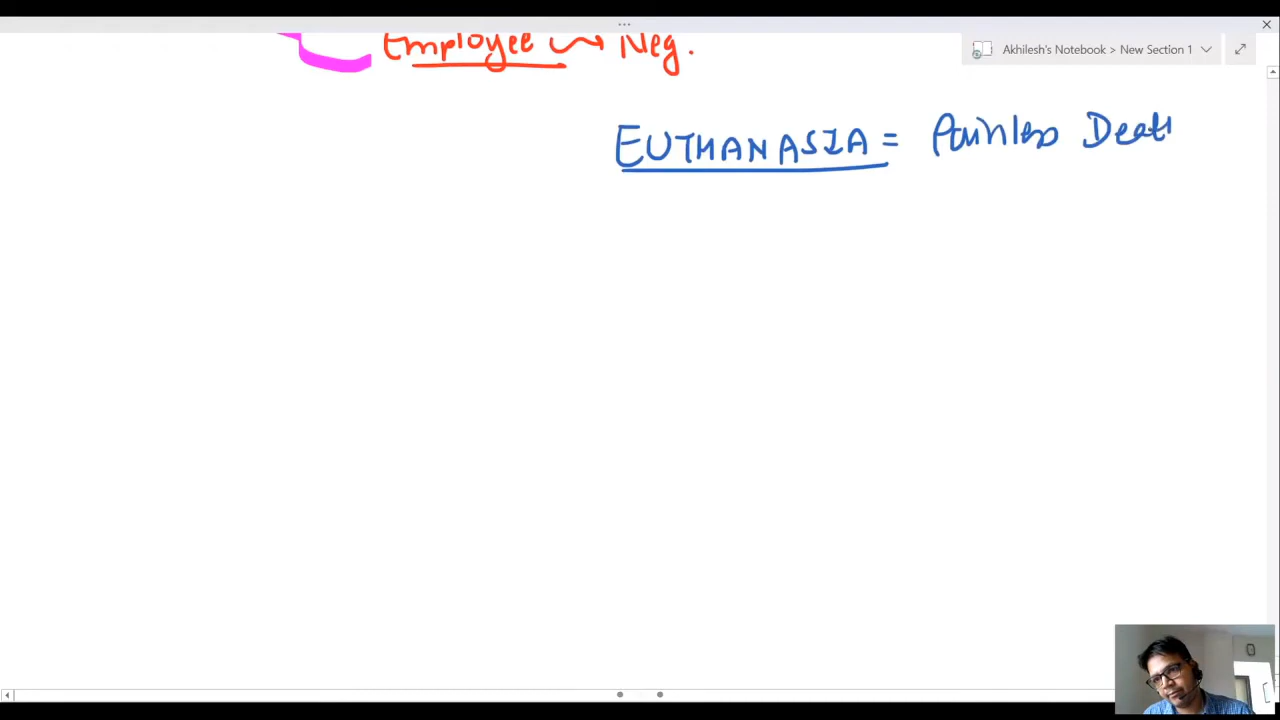 Employee Neg.
Akhilesh's Notebook > New Section 1
EUTHANASIA = Painless Death